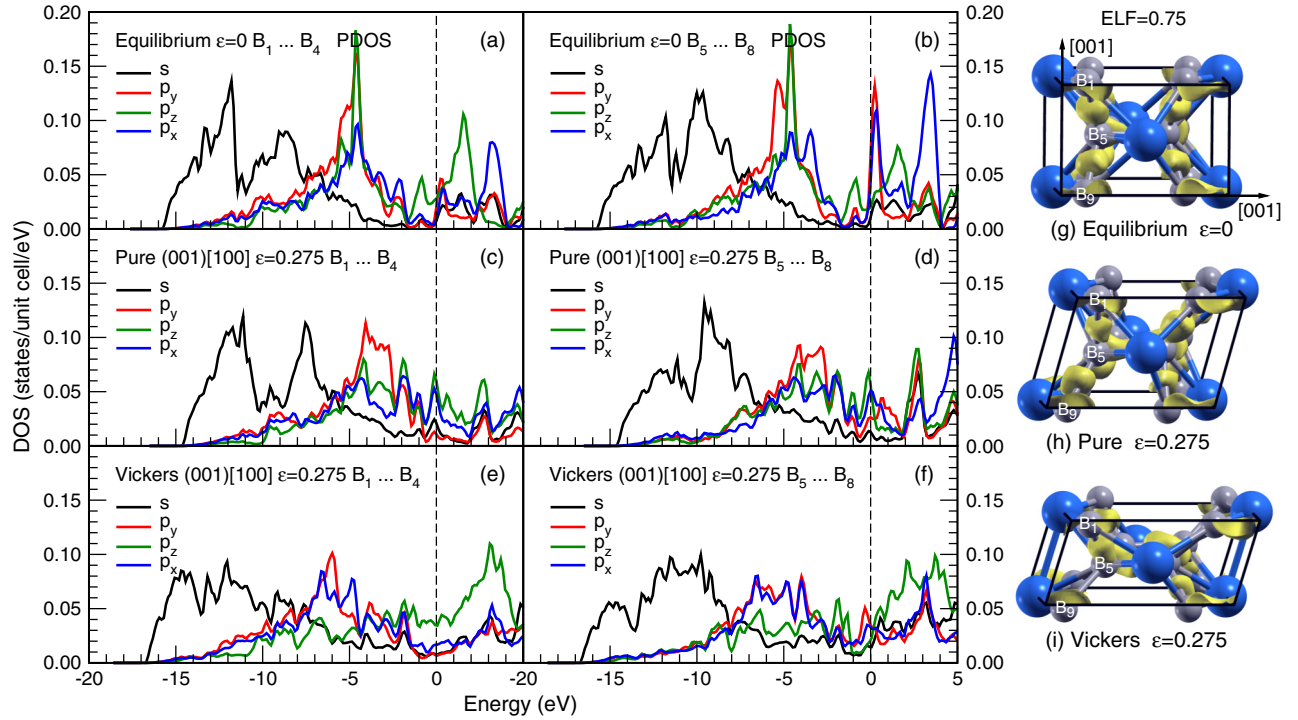 0.20
0.15
0.10
0.05
0.00
Equilibrium ε=0 B1 ... B4 PDOS (a)
s
py
pz
px
Equilibrium ε=0 B5 ... B8 PDOS (b)
s
py
pz
px
0.20
0.15
0.10
0.05
0.00
0.15
0.10
0.05
0.00
Pure (001)[100] ε=0.275 B1 ... B4 (c)
s
py
pz
px
Pure (001)[100] ε=0.275 B5 ... B8 (d)
s
py
pz
px
0.15
0.10
0.05
0.00
0.15
0.10
0.05
0.00
Vickers (001)[100] ε=0.275 B1 ... B4 (e)
s
py
pz
px
Vickers (001)[100] ε=0.275 B5 ... B8 (f)
s
py
pz
px
0.15
0.10
0.05
0.00
-20 -15 -10 -5 0 -20 -15 -10 -5 0 5
DOS (states/unit cell/eV)
Energy (eV)
ELF=0.75
[001]
B1
B5
B9
[001]
(g) Equilibrium ε=0
B1
B5
B9
(h) Pure ε=0.275
B1
B5
B9
(i) Vickers ε=0.275